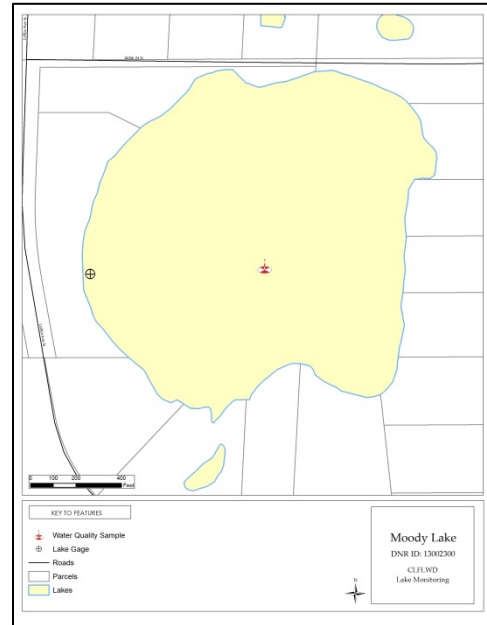 0 100 200 400
Feet
KEY TO FEATURES
Water Quality Sample
Lake Gage
Roads
Parcels
Lakes
Moody Lake
DNR ID: 13002300
CLFLWD
Lake Monitoring
N